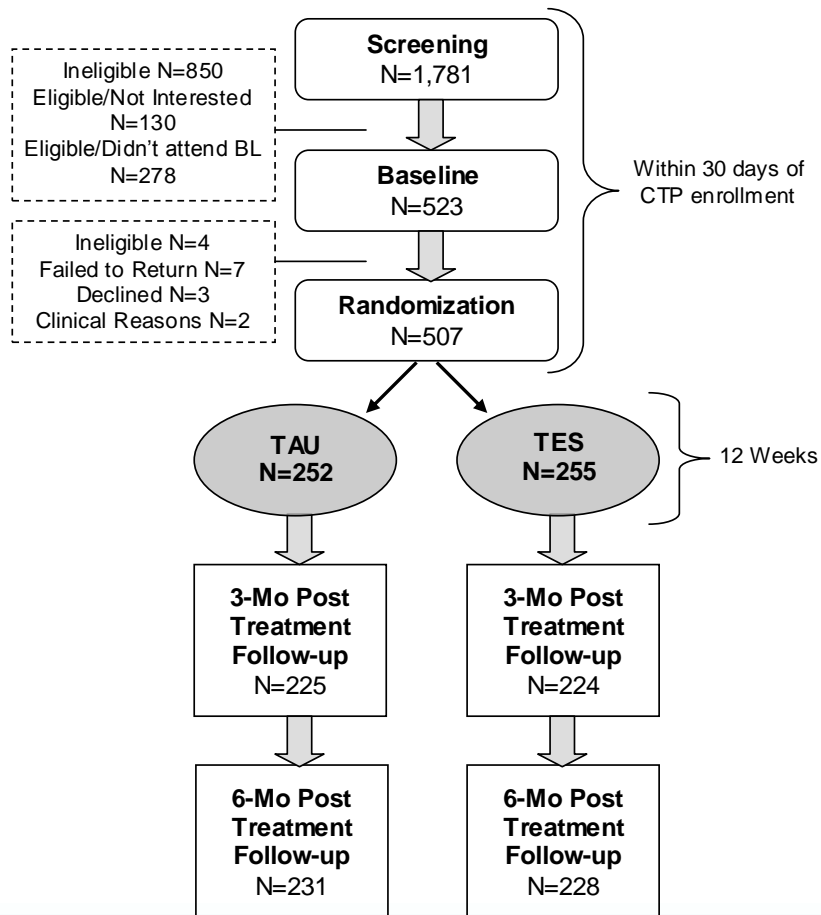 Screening
N=1,781
Ineligible N=850
Eligible/Not Interested
N=130
Eligible/Didn't attend BL
N=278
Baseline
N=523
Within 30 days of
CTP enrollment
Ineligible N=4
Failed to Return N=7
Declined N=3
Clinical Reasons N=2
Randomization
N=507
TAU
N=252
TES
N=255
12 Weeks
3-Mo Post
Treatment
Follow-up
N=225
3-Mo Post
Treatment
Follow-up
N=224
6-Mo Post
Treatment
Follow-up
N=231
6-Mo Post
Treatment
Follow-up
N=228